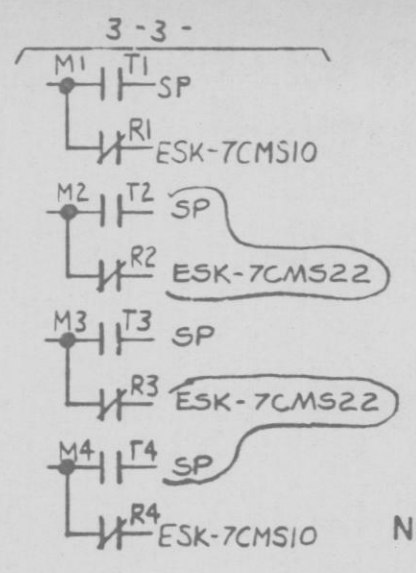 3-3-
M1 T1 SP
R1 ESK-7CMS10
M2 T2 SP
R2 ESK-7CMS22
M3 T3 SP
R3 ESK-7CMS22
M4 T4 SP
R4 ESK-7CMS10
N